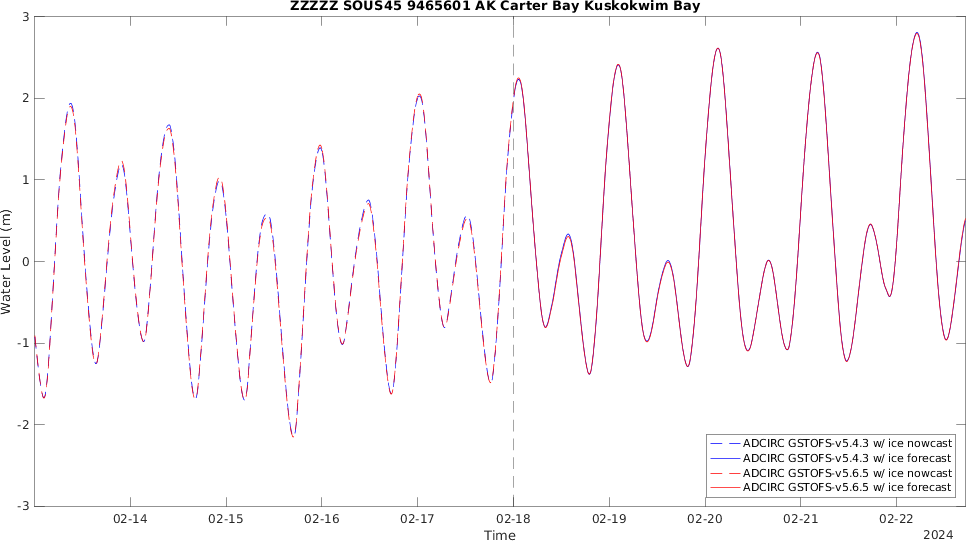 ZZZZZ SOUS45 9465601 AK Carter Bay Kuskokwim Bay
3
2
1
0
-1
-2
-3
Water Level (m)
ADCIRC GSTOFS-v5.4.3 w/ ice nowcast
ADCIRC GSTOFS-v5.4.3 w/ ice forecast
ADCIRC GSTOFS-v5.6.5 w/ ice nowcast
ADCIRC GSTOFS-v5.6.5 w/ ice forecast
02-14 02-15 02-16 02-17 02-18 02-19 02-20 02-21 02-22
Time
2024